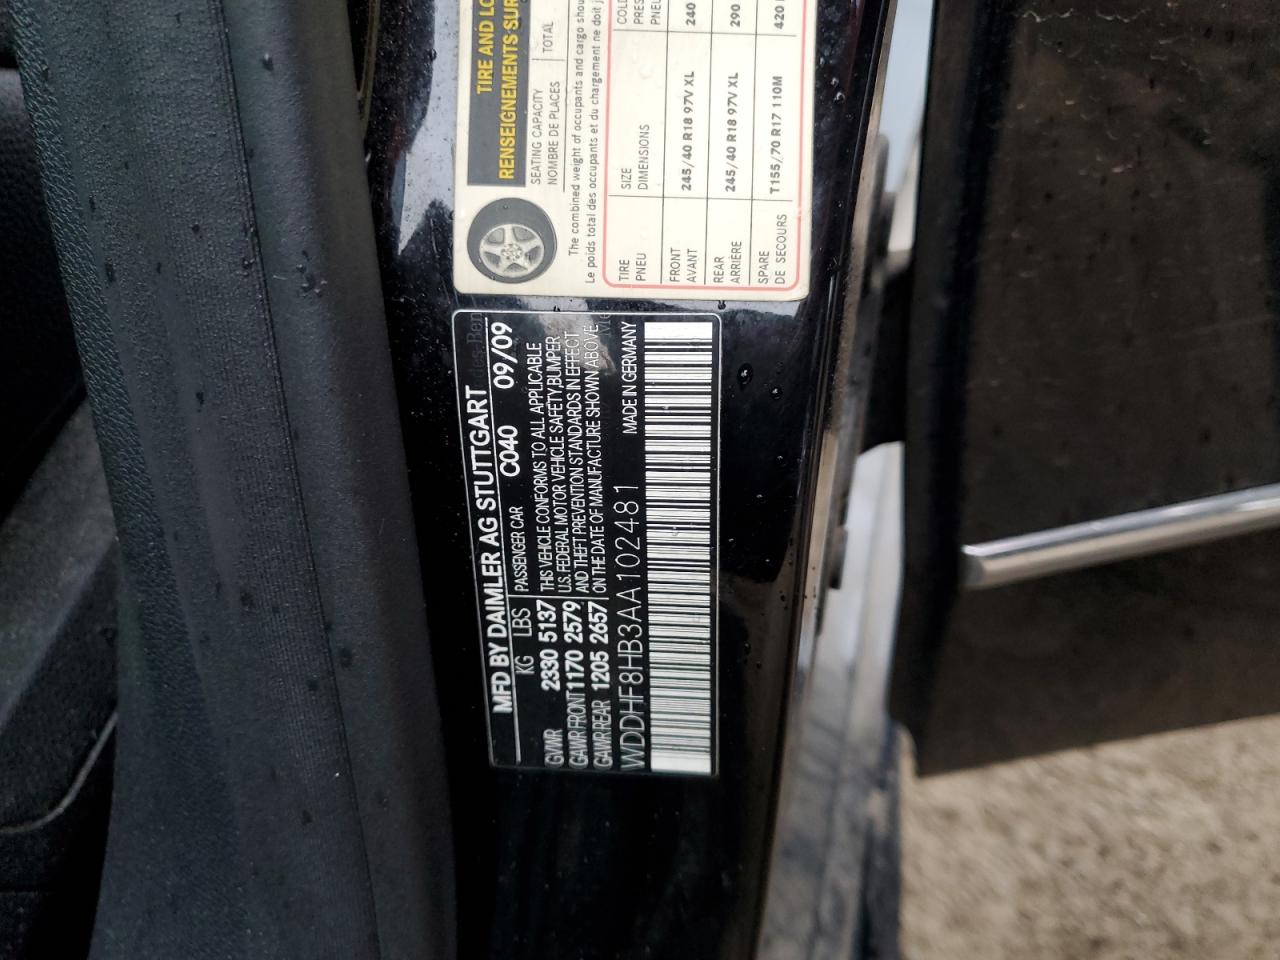 TIRE AND LO
RENSEIGNEMENTS SUR
SEATING CAPACITY
NOMBRE DE PLACES
TOTAL
The combined weight of occupants and cargo shou
Le poids total des occupants et du chargement ne doit j
TIRE
PNEU
SIZE
DIMENSIONS
COLD
PRES
PNEU
FRONT
AVANT
245/40 R18 97V XL
240
REAR
ARRIÈRE
245/40 R18 97V XL
290
SPARE
DE SECOURS
T155/70 R17 110M
420
MFD BY DAIMLER AG STUTTGART
KG LBS PASSENGER CAR C040 09/09
GVWR 2330 5137 THIS VEHICLE CONFORMS TO ALL APPLICABLE
U.S. FEDERAL MOTOR VEHICLE SAFETY, BUMPER
GAWR FRONT 1170 2579 AND THEFT PREVENTION STANDARDS IN EFFECT
GAWR REAR 1205 2657 ON THE DATE OF MANUFACTURE SHOWN ABOVE
WDDHF8HB3AA102481 MADE IN GERMANY